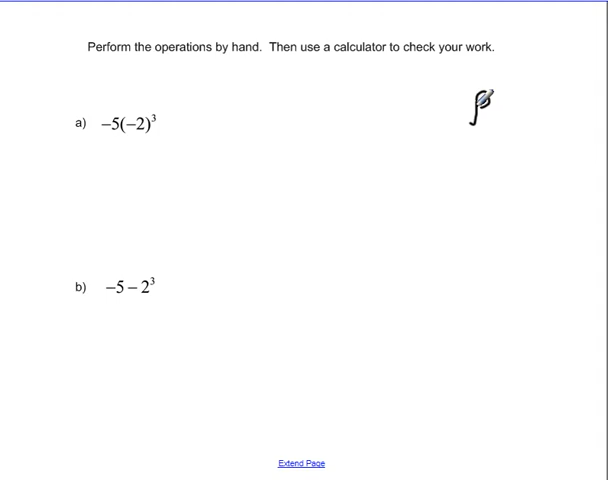 Perform the operations by hand. Then use a calculator to check your work.
a) −5(−2)³
b) −5 − 2³
Extend Page